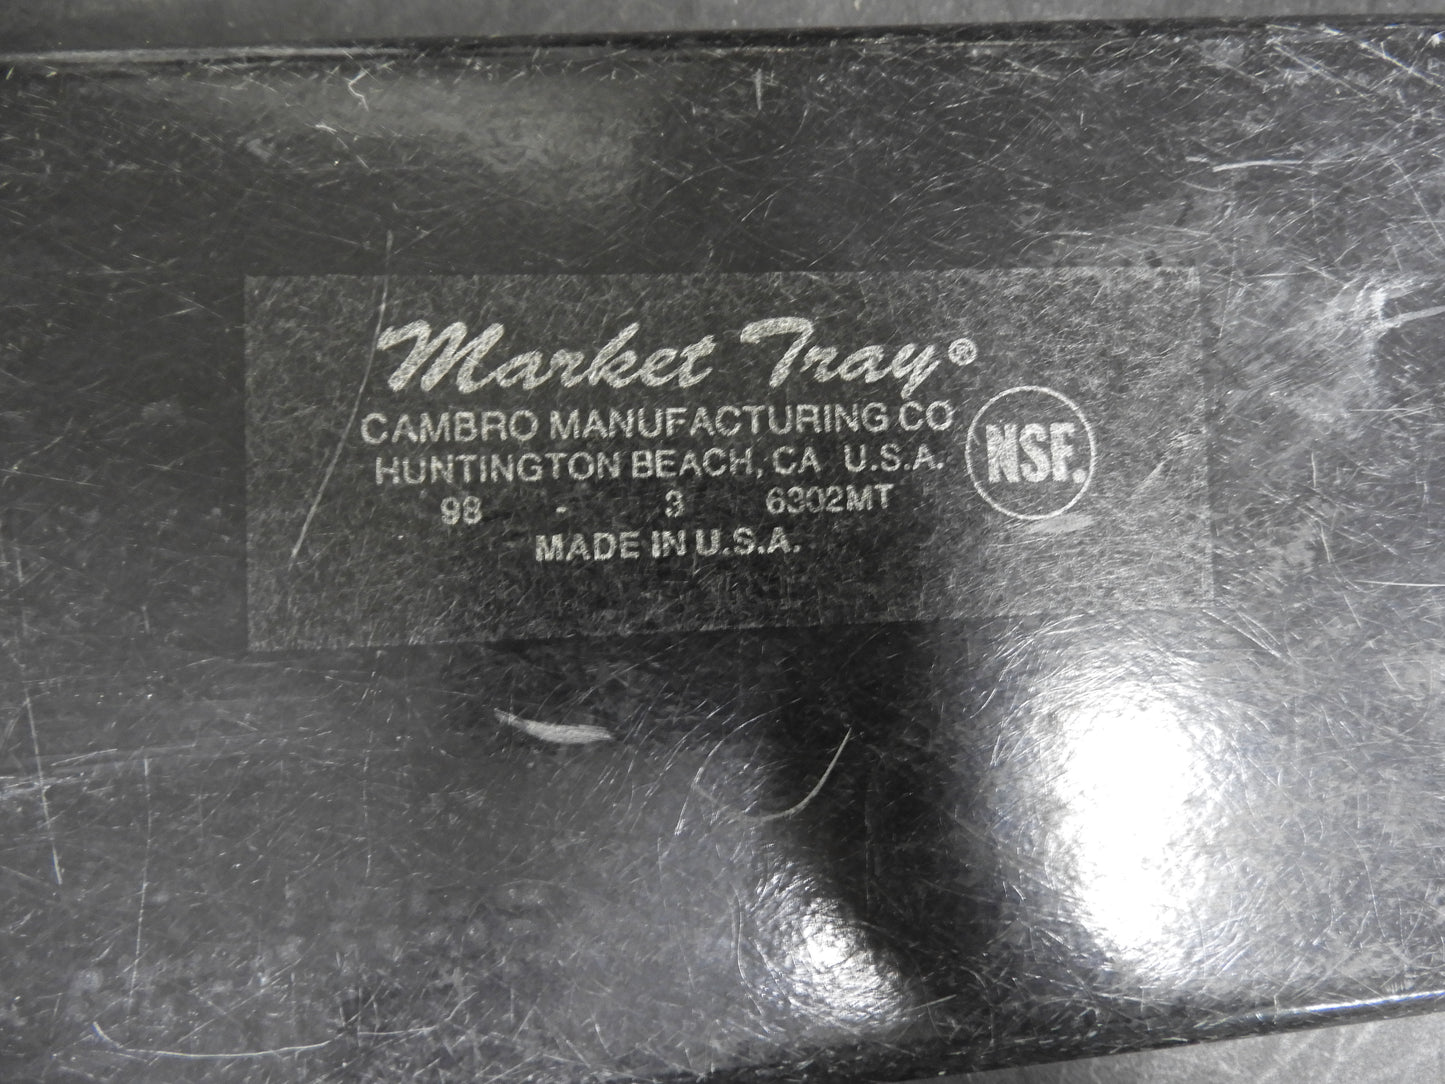 Market Tray®
CAMBRO MANUFACTURING CO
HUNTINGTON BEACH, CA U.S.A.
98 - 3 6302MT
MADE IN U.S.A.
NSF.